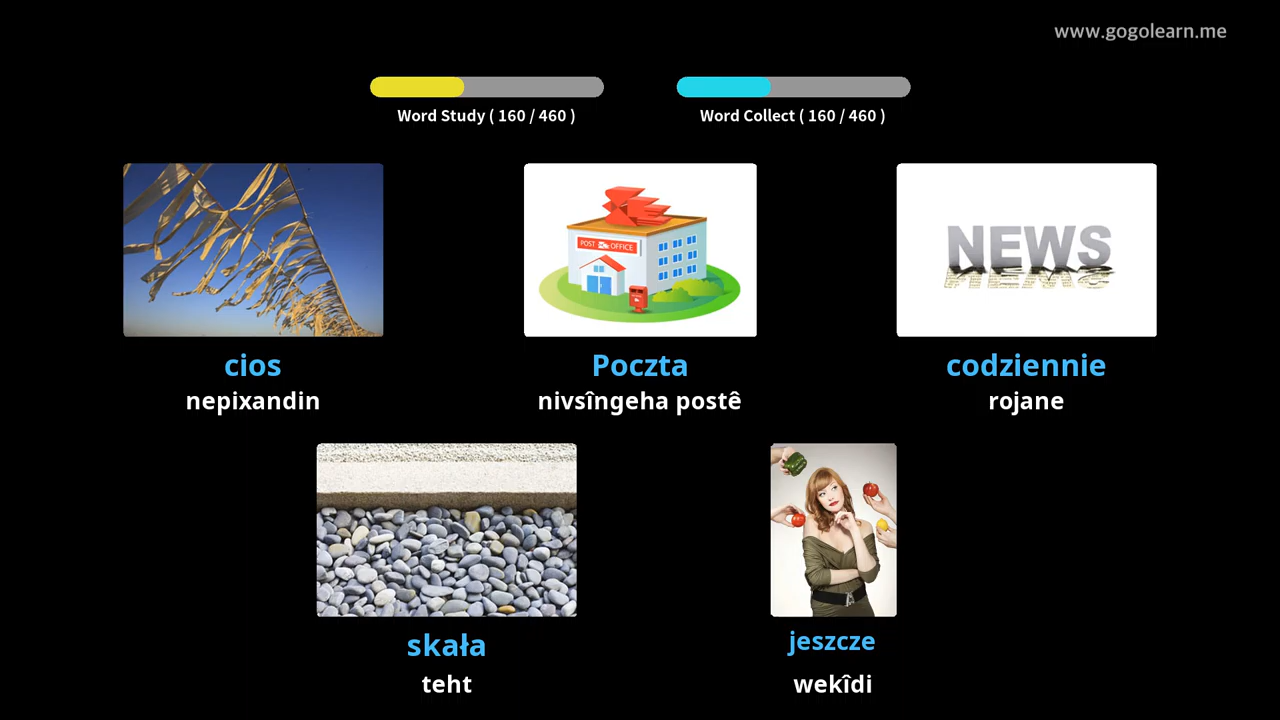 www.gogolearn.me
Word Study ( 160 / 460 )
Word Collect ( 160 / 460 )
POST OFFICE
NEWS
cios
Poczta
codziennie
nepixandin
nivsîngeha postê
rojane
skała
jeszcze
teht
wekîdi